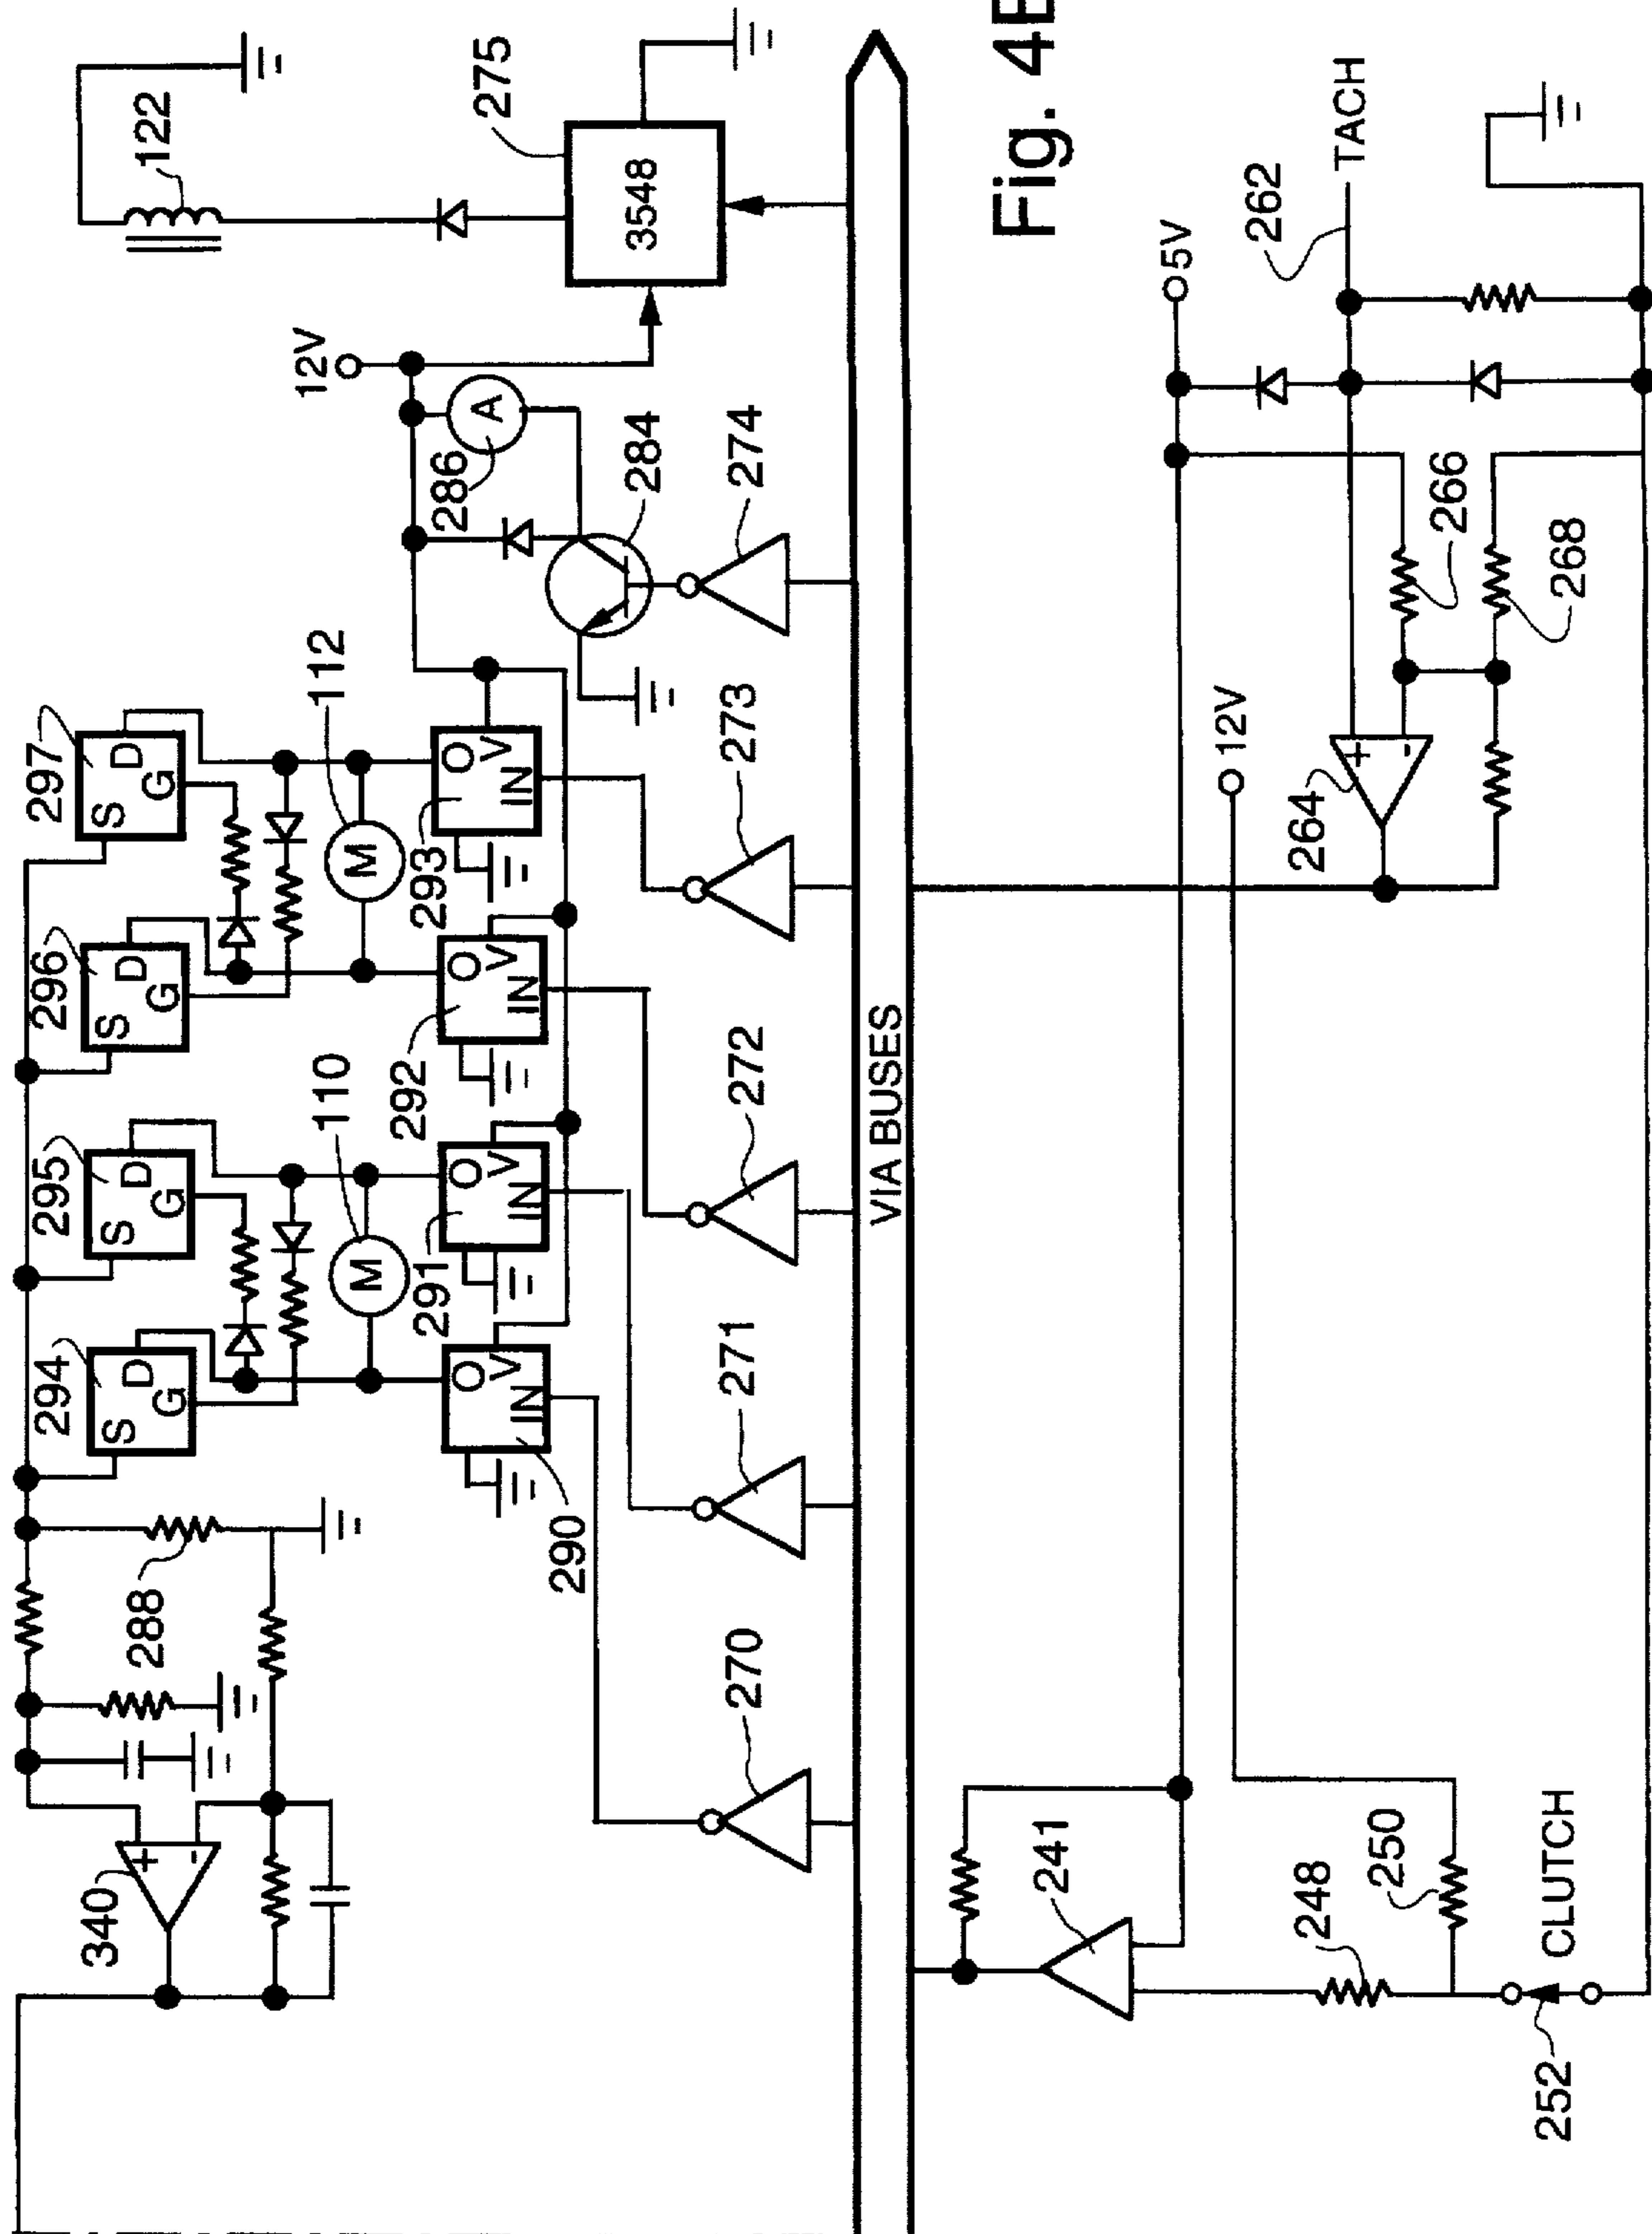 122
275
3548
Fig. 4B
12V
286
A
284
274
297
S
D
G
112
M
293
O
V
IN
273
296
S
D
G
292
O
V
IN
272
295
S
D
G
110
M
291
O
V
IN
271
294
S
D
G
290
O
V
IN
270
288
340
+
-
VIA BUSES
5V
262
TACH
266
268
264
+
-
12V
241
248
250
CLUTCH
252